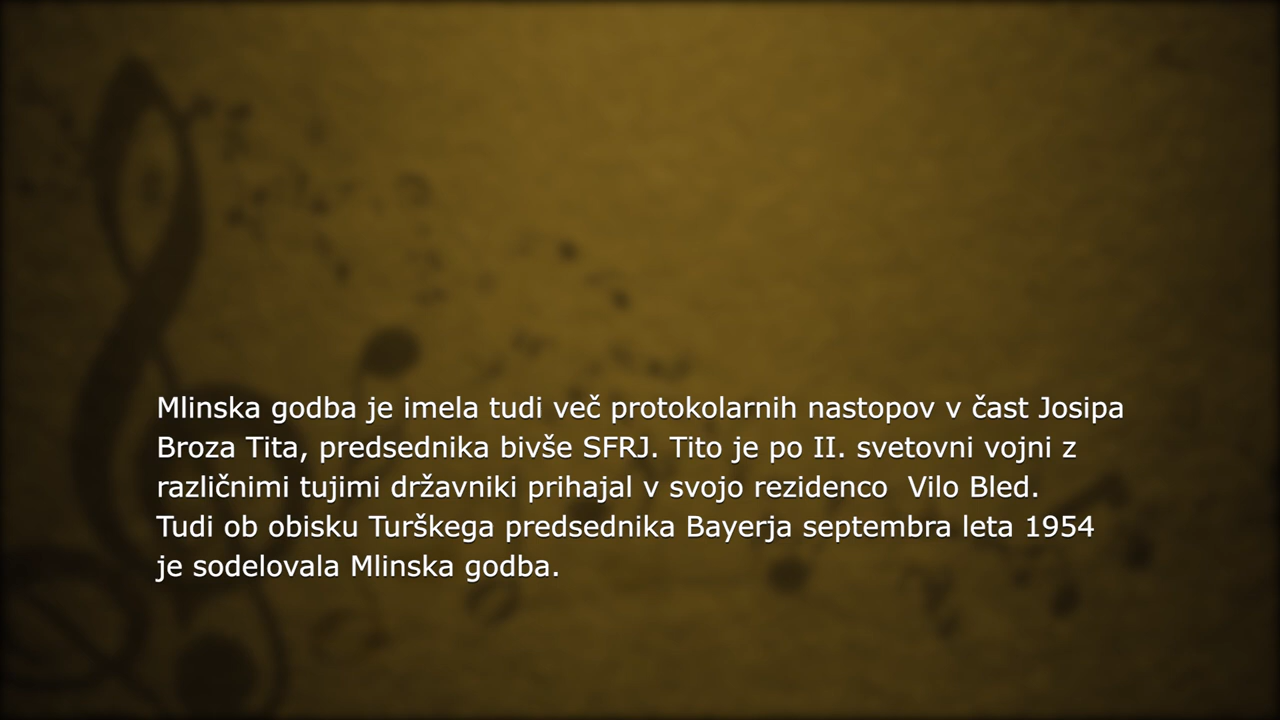 Mlinska godba je imela tudi več protokolarnih nastopov v čast Josipa
Broza Tita, predsednika bivše SFRJ. Tito je po II. svetovni vojni z
različnimi tujimi državniki prihajal v svojo rezidenco  Vilo Bled.
Tudi ob obisku Turškega predsednika Bayerja septembra leta 1954
je sodelovala Mlinska godba.